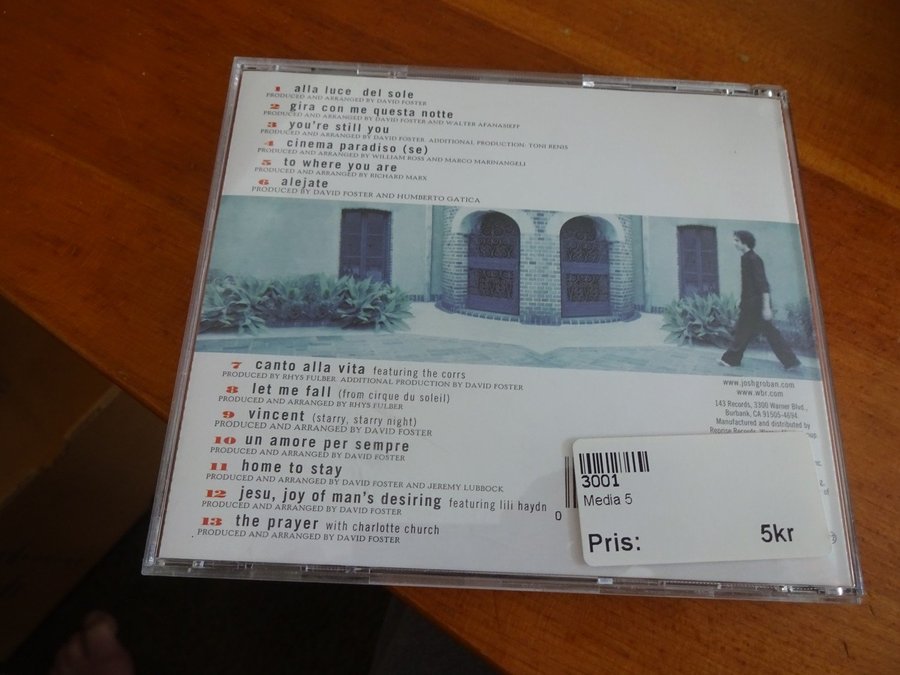 1 alla luce del sole
PRODUCED AND ARRANGED BY DAVID FOSTER
2 gira con me questa notte
PRODUCED AND ARRANGED BY DAVID FOSTER AND WALTER AFANASIEFF
3 you're still you
PRODUCED AND ARRANGED BY DAVID FOSTER ADDITIONAL PRODUCTION: TONI RENIS
4 cinema paradiso (se)
PRODUCED AND ARRANGED BY WILLIAM ROSS AND MARCO MARINANGELI
5 to where you are
PRODUCED AND ARRANGED BY RICHARD MARX
6 alejate
PRODUCED BY DAVID FOSTER AND HUMBERTO GATICA
7 canto alla vita featuring the corrs
PRODUCED BY RHYS FULBER ADDITIONAL PRODUCTION BY DAVID FOSTER
8 let me fall (from cirque du soleil)
PRODUCED BY RHYS FULBER
9 vincent (starry, starry night)
PRODUCED AND ARRANGED BY DAVID FOSTER
10 un amore per sempre
PRODUCED AND ARRANGED BY DAVID FOSTER
11 home to stay
PRODUCED AND ARRANGED BY DAVID FOSTER AND JEREMY LUBBOCK
12 jesu, joy of man's desiring featuring lili haydn
PRODUCED AND ARRANGED BY DAVID FOSTER
13 the prayer with charlotte church
PRODUCED AND ARRANGED BY DAVID FOSTER
www.joshgroban.com
www.wbr.com
143 Records, 3300 Warner Blvd.,
Burbank, CA 91505-4694.
Manufactured and distributed by
Reprise Records,
0
3001
Media 5
Pris: 5kr